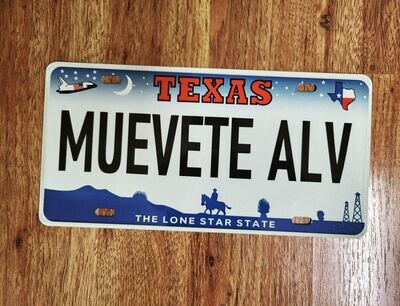 TEXAS
MUEVETE ALV
THE LONE STAR STATE